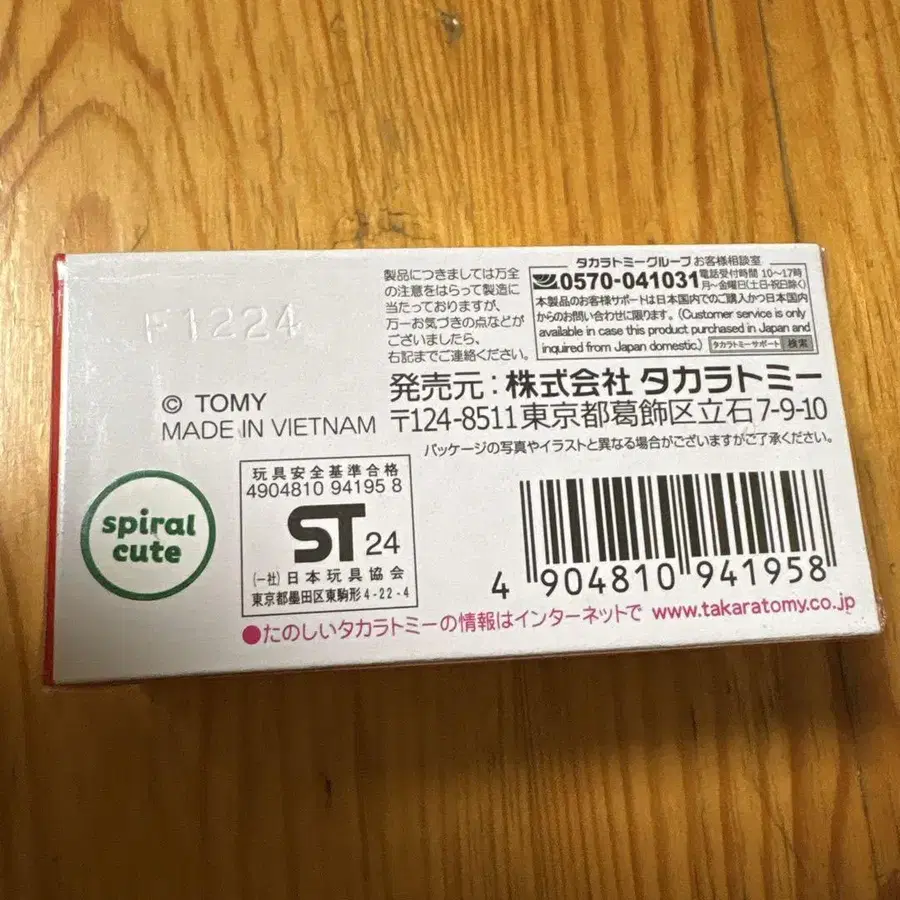 F1224
© TOMY
MADE IN VIETNAM
製品につきましては万全
の注意をはらって製造に
当たっておりますが、
万一お気づきの点などが
ございましたら、
右記までご連絡ください。
タカラトミーグループ お客様相談室
0570-041031 電話受付時間 10〜17時
月〜金曜日(土日・祝日除く)
本製品のお客様サポートは日本国内でのご購入かつ日本国内
からのお問い合わせに限ります。(Customer service is only
available in case this product purchased in Japan and
inquired from Japan domestic.) タカラトミーサポート 検索
発売元:株式会社 タカラトミー
〒124-8511 東京都葛飾区立石7-9-10
パッケージの写真やイラストと異なる場合がございますがご了承ください。
spiral
cute
玩具安全基準合格
4904810 94195 8
ST 24
(一社)日本玩具協会
東京都墨田区東駒形4-22-4
4 904810 941958
●たのしいタカラトミーの情報はインターネットで www.takaratomy.co.jp